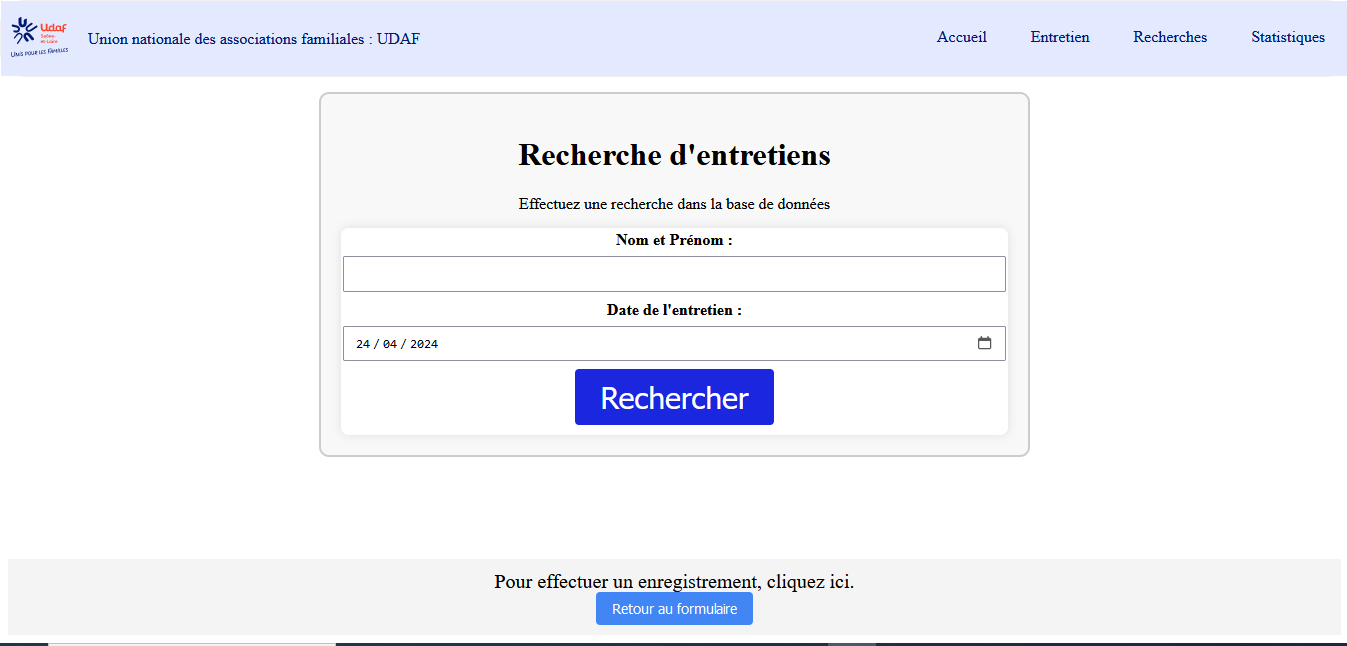 Udaf
Saône-
et-Loire
Unis pour les Familles
Union nationale des associations familiales : UDAF
Accueil
Entretien
Recherches
Statistiques
Recherche d'entretiens
Effectuez une recherche dans la base de données
Nom et Prénom :
Date de l'entretien :
24 / 04 / 2024
Rechercher
Pour effectuer un enregistrement, cliquez ici.
Retour au formulaire